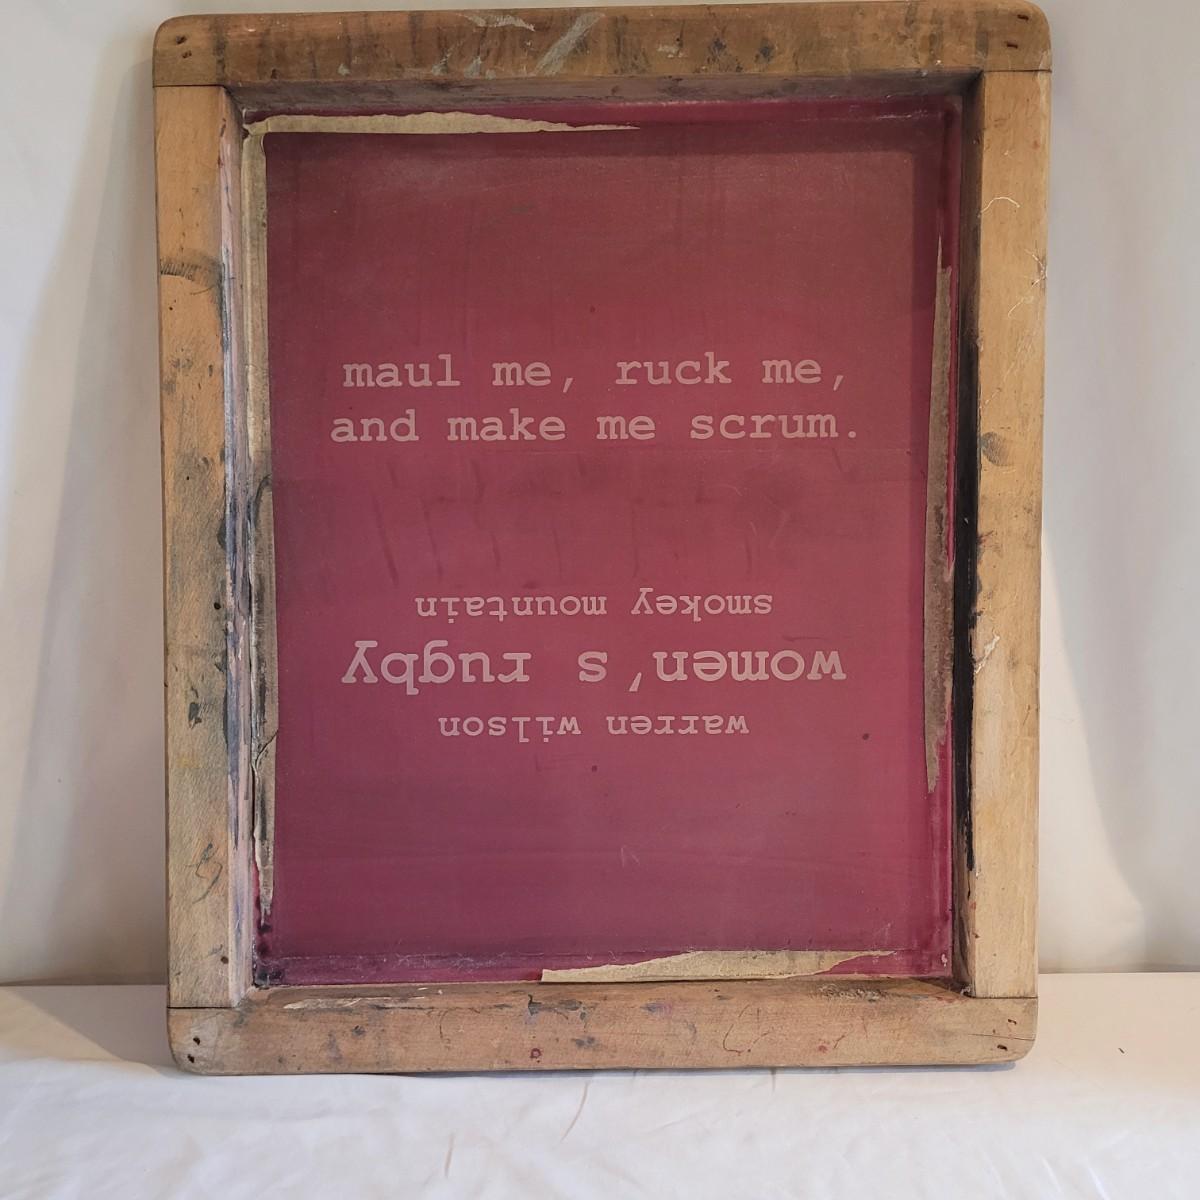 maul me, ruck me,
and make me scrum.
warren wilson
women's rugby
smokey mountain